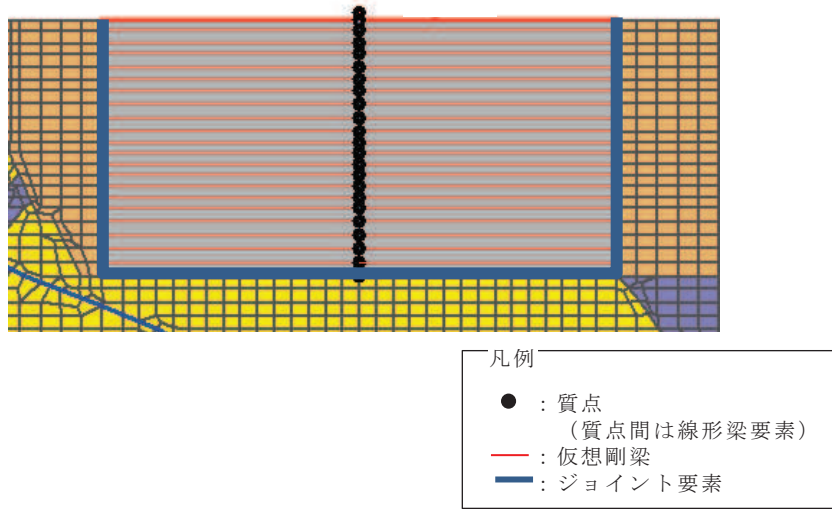 凡例
● : 質点
（質点間は線形梁要素）
: 仮想剛梁
: ジョイント要素